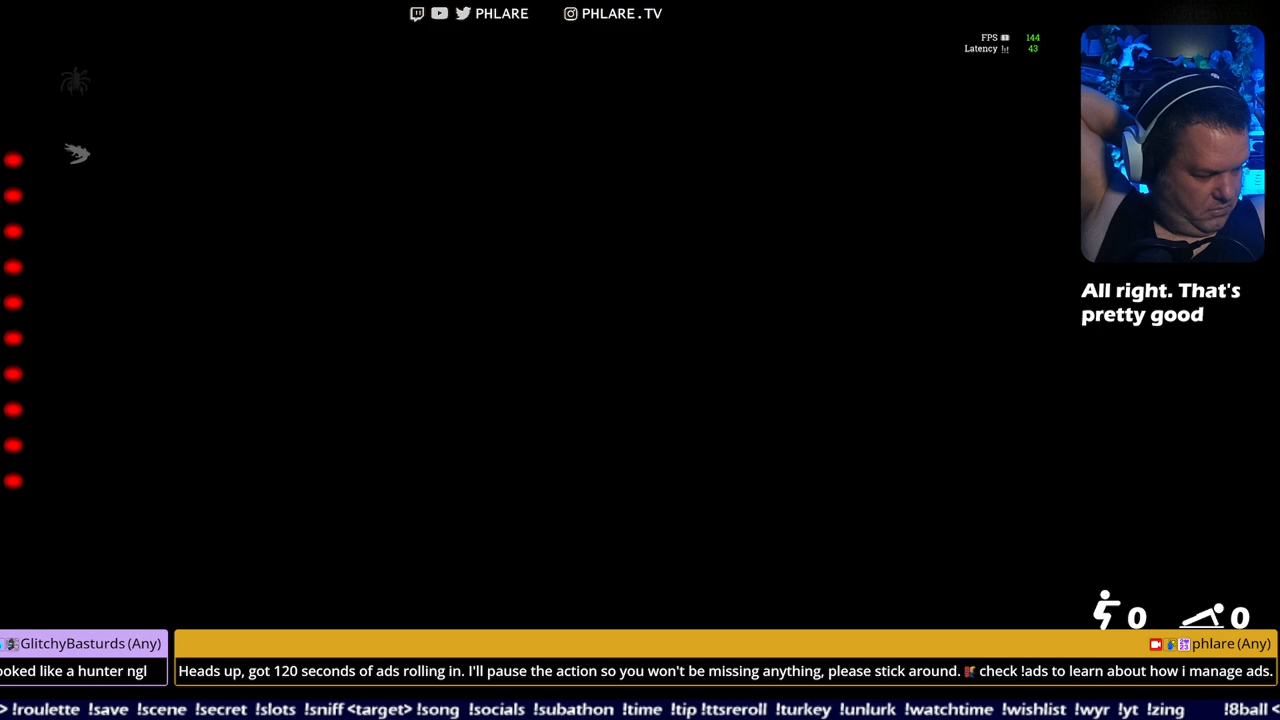 PHLARE PHLARE.TV
FPS 144
Latency 43
All right. That's
pretty good
0 0
GlitchyBasturds (Any)
ooked like a hunter ngl
phlare (Any)
Heads up, got 120 seconds of ads rolling in. I'll pause the action so you won't be missing anything, please stick around. check !ads to learn about how i manage ads.
> !roulette !save !scene !secret !slots !sniff <target> !song !socials !subathon !time !tip !ttsreroll !turkey !unlurk !watchtime !wishlist !wyr !yt !zing !8ball <